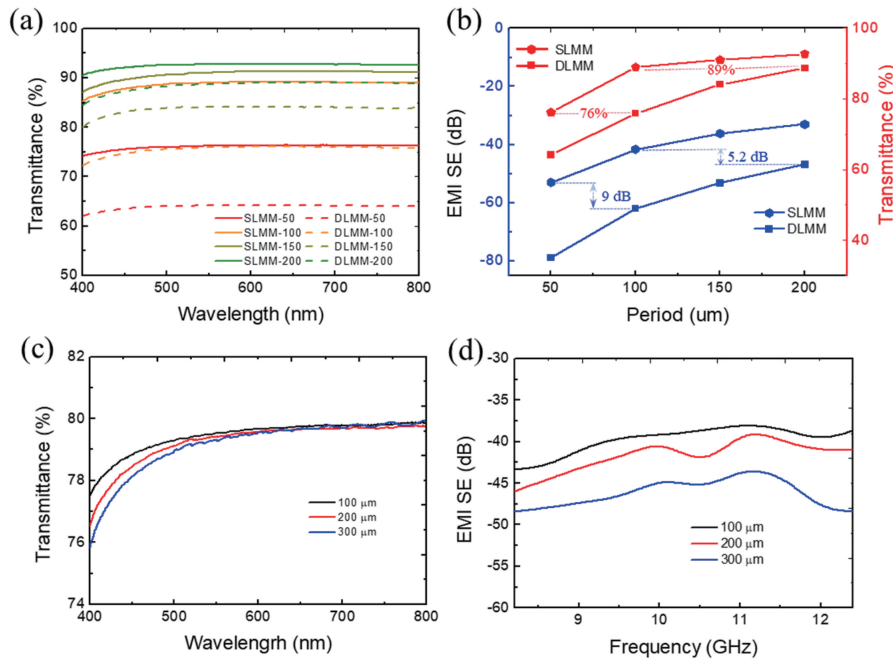 (a)
100
95
90
85
80
75
70
65
60
55
50
Transmittance (%)
SLMM-50 DLMM-50
SLMM-100 DLMM-100
SLMM-150 DLMM-150
SLMM-200 DLMM-200
400 500 600 700 800
Wavelength (nm)
(b)
0
-20
-40
-60
-80
EMI SE (dB)
SLMM
DLMM
76%
89%
9 dB
5.2 dB
SLMM
DLMM
50 100 150 200
Period (um)
100
80
60
40
Transmittance (%)
(c)
82
80
78
76
74
Transmittance (%)
100 μm
200 μm
300 μm
400 500 600 700 800
Wavelengrh (nm)
(d)
-30
-35
-40
-45
-50
-55
-60
EMI SE (dB)
100 μm
200 μm
300 μm
9 10 11 12
Frequency (GHz)